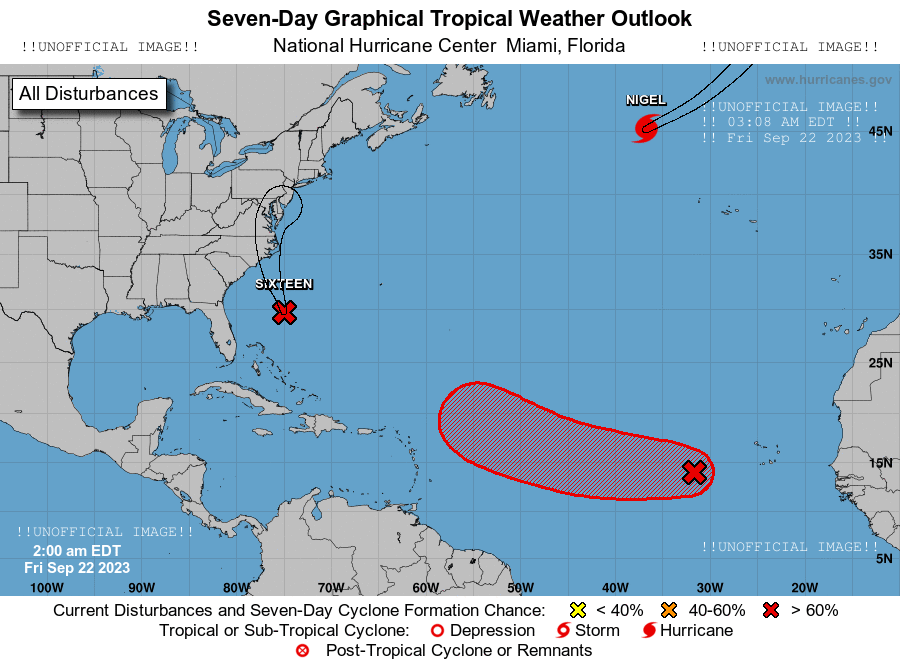 Seven-Day Graphical Tropical Weather Outlook
!!UNOFFICIAL IMAGE!! National Hurricane Center Miami, Florida !!UNOFFICIAL IMAGE!!
www.hurricanes.gov
All Disturbances
NIGEL
!!UNOFFICIAL IMAGE!!
!! 03:08 AM EDT !!
!! Fri Sep 22 2023 !!
45N
35N
SIXTEEN
25N
15N
!!UNOFFICIAL IMAGE!!
2:00 am EDT
Fri Sep 22 2023
!!UNOFFICIAL IMAGE!!
5N
100W 90W 80W 70W 60W 50W 40W 30W 20W
Current Disturbances and Seven-Day Cyclone Formation Chance: < 40% 40-60% > 60%
Tropical or Sub-Tropical Cyclone: Depression Storm Hurricane
Post-Tropical Cyclone or Remnants